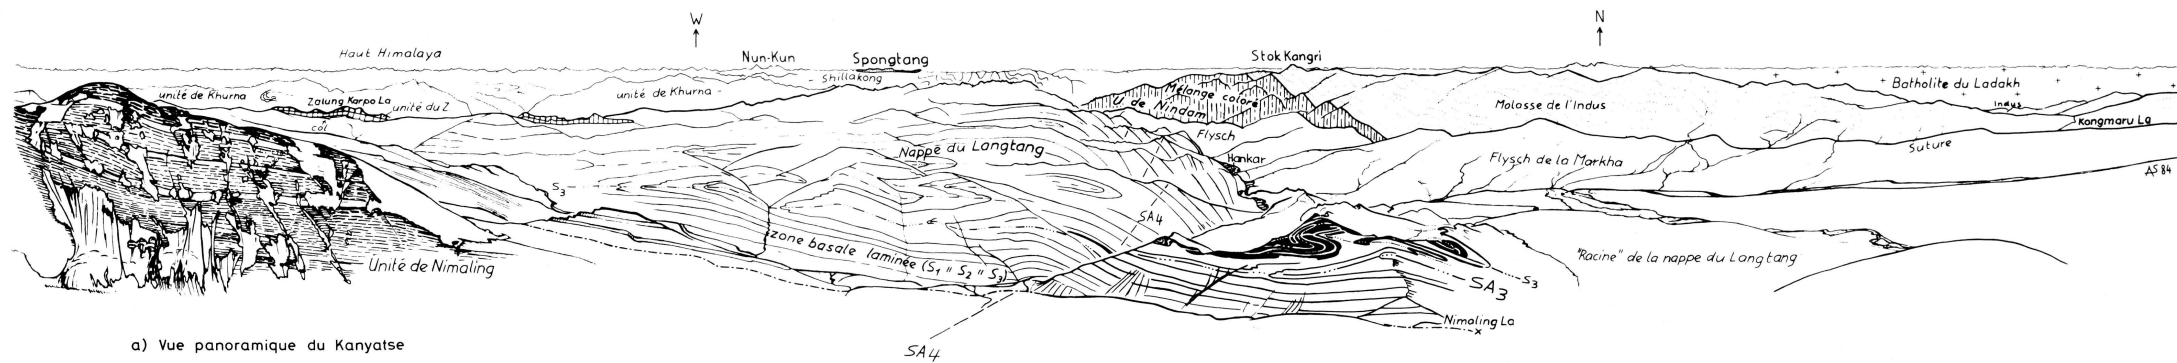 W
N
Haut Himalaya
Nun-Kun
Spongtang
Stok Kangri
Shillakong
Batholite du Ladakh
unité de Khurna
Zalung Karpo La
unité du Z
unité de Khurna
Mélange coloré
U de Nindam
Molasse de l'Indus
Indus
Kongmaru La
col
Flysch
Suture
Nappe du Langtang
Hankar
Flysch de la Markha
AS 84
S3
SA4
zone basale laminée (S1 // S2 // S3)
"Racine" de la nappe du Langtang
Unité de Nimaling
S3
SA3
Nimaling La
a) Vue panoramique du Kanyatse
SA4